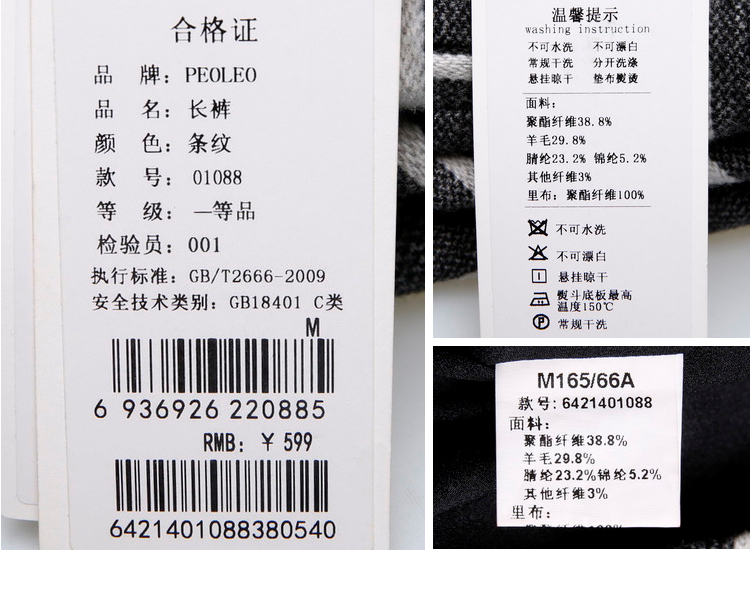 合格证
品 牌：PEOLEO
品 名：长裤
颜 色：条纹
款 号：01088
等 级：一等品
检验员：001
执行标准：GB/T2666-2009
安全技术类别：GB18401 C类
M
6 936926 220885
RMB：￥599
6421401088380540
温馨提示
washing instruction
不可水洗 不可漂白
常规干洗 分开洗涤
悬挂晾干 垫布熨烫
面料：
聚酯纤维38.8%
羊毛29.8%
腈纶23.2% 锦纶5.2%
其他纤维3%
里布：聚酯纤维100%
不可水洗
不可漂白
悬挂晾干
熨斗底板最高
温度150℃
P 常规干洗
M165/66A
款号：6421401088
面料：
聚酯纤维38.8%
羊毛29.8%
腈纶23.2%锦纶5.2%
其他纤维3%
里布：